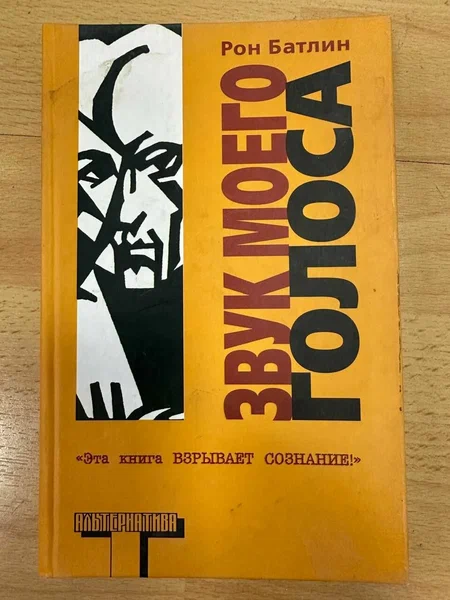 Рон Батлин
ЗВУК МОЕГО
ГОЛОСА
«Эта книга ВЗРЫВАЕТ СОЗНАНИЕ!»
АЛЬТЕРНАТИВА